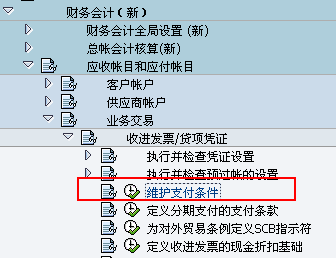 财务会计（新）
财务会计全局设置 (新)
总帐会计核算(新)
应收帐目和应付帐目
客户帐户
供应商帐户
业务交易
收进发票/贷项凭证
执行并检查凭证设置
执行并检查预过帐的设置
维护支付条件
定义分期支付的支付条款
为对外贸易条例定义SCB指示符
定义收进发票的现金折扣基础